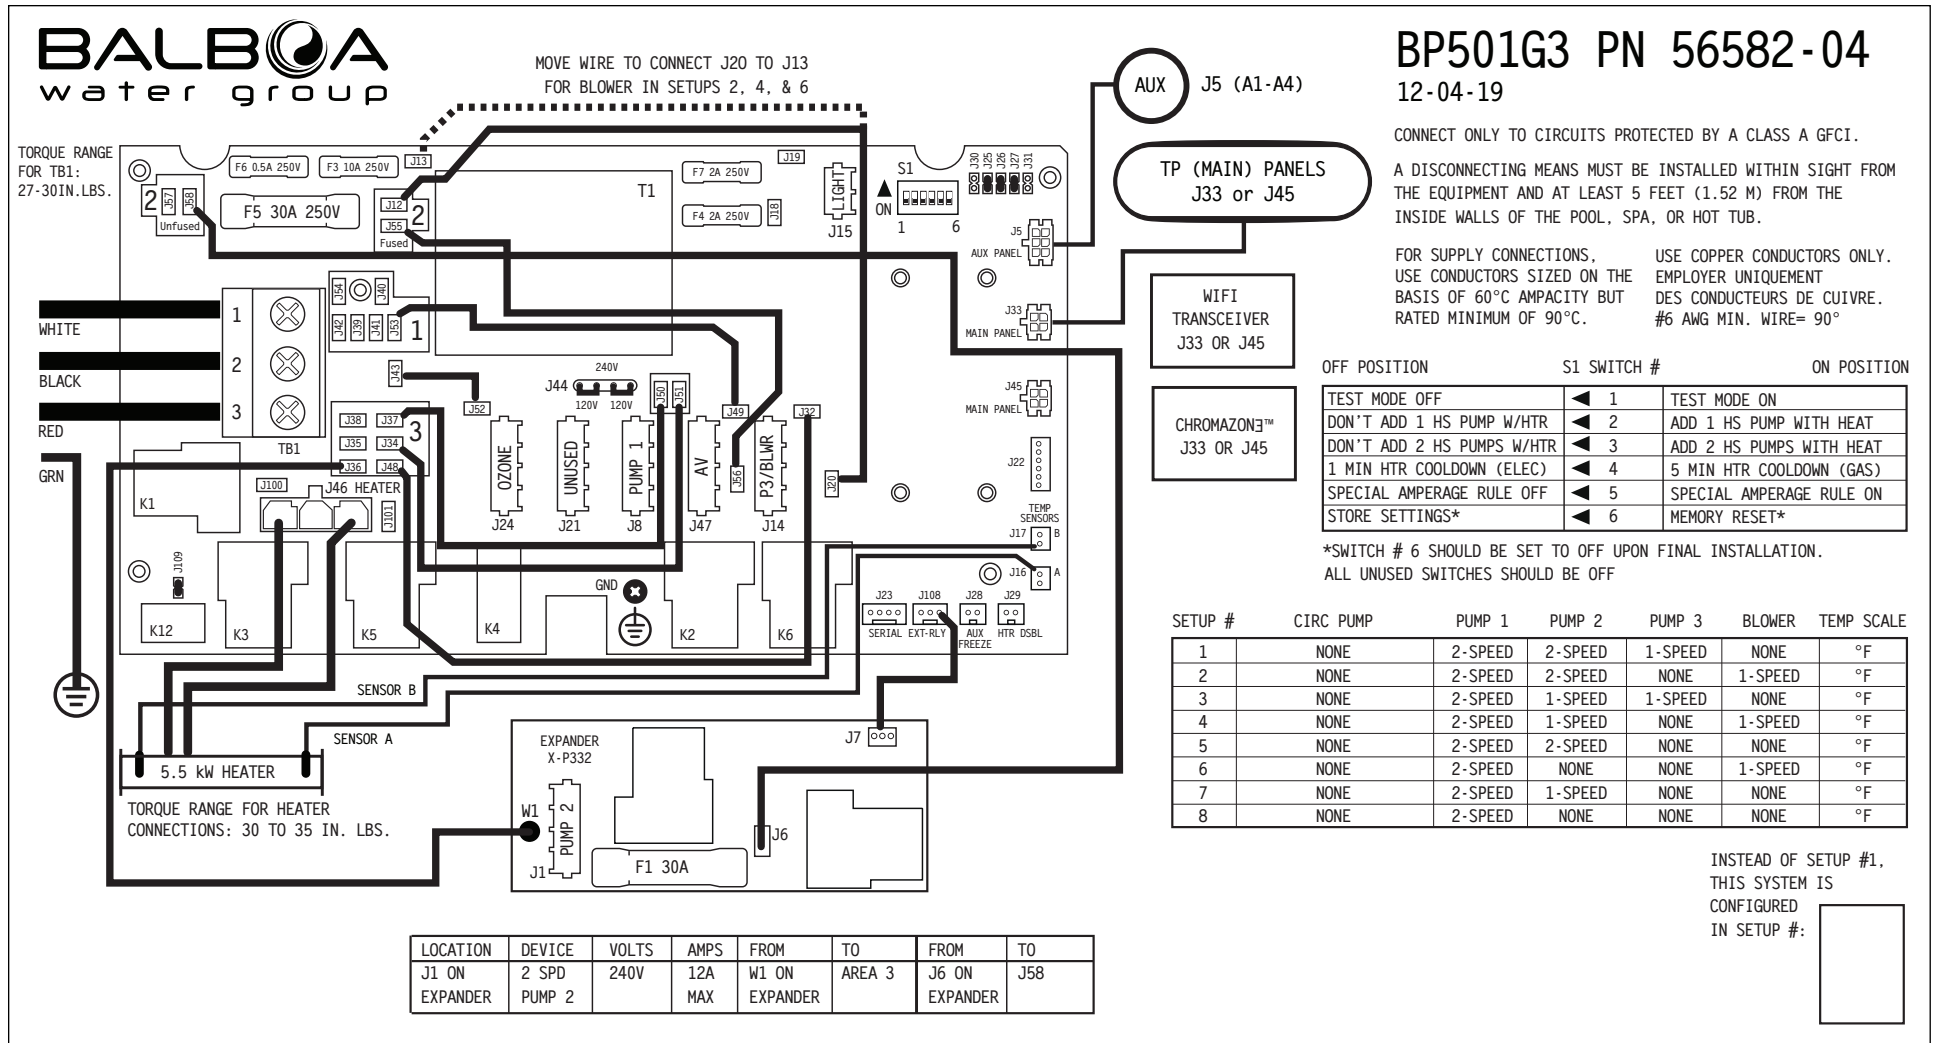 BALBOA
water group
MOVE WIRE TO CONNECT J20 TO J13
FOR BLOWER IN SETUPS 2, 4, & 6
AUX
J5 (A1-A4)
BP501G3 PN 56582-04
12-04-19
CONNECT ONLY TO CIRCUITS PROTECTED BY A CLASS A GFCI.
A DISCONNECTING MEANS MUST BE INSTALLED WITHIN SIGHT FROM
THE EQUIPMENT AND AT LEAST 5 FEET (1.52 M) FROM THE
INSIDE WALLS OF THE POOL, SPA, OR HOT TUB.
FOR SUPPLY CONNECTIONS,
USE CONDUCTORS SIZED ON THE
BASIS OF 60°C AMPACITY BUT
RATED MINIMUM OF 90°C.
USE COPPER CONDUCTORS ONLY.
EMPLOYER UNIQUEMENT
DES CONDUCTEURS DE CUIVRE.
#6 AWG MIN. WIRE= 90°
TORQUE RANGE
FOR TB1:
27-30IN.LBS.
F6 0.5A 250V
F3 10A 250V
J13
J57
J58
2
Unfused
F5 30A 250V
J12
2
J55
Fused
T1
F7 2A 250V
J19
F4 2A 250V
J18
LIGHT
J15
S1
ON
1 6
J30
J25
J26
J27
J31
TP (MAIN) PANELS
J33 or J45
J5
AUX PANEL
J33
MAIN PANEL
J45
MAIN PANEL
WIFI
TRANSCEIVER
J33 OR J45
CHROMAZONE™
J33 OR J45
WHITE
BLACK
RED
GRN
1
2
3
TB1
J54
J40
J42
J39
J41
J53
1
J43
J52
J38
J37
J35
J34
J36
J48
3
J100
J46 HEATER
J101
240V
J44
120V 120V
J50
J51
J49
J32
J56
J20
OZONE
J24
UNUSED
J21
PUMP 1
J8
AV
J47
P3/BLWR
J14
J22
TEMP
SENSORS
J17 B
J16 A
K1
J109
K12
K3
K5
K4
K2
K6
GND
J23
SERIAL
J108
EXT-RLY
J28
AUX
FREEZE
J29
HTR DSBL
SENSOR B
SENSOR A
5.5 kW HEATER
TORQUE RANGE FOR HEATER
CONNECTIONS: 30 TO 35 IN. LBS.
EXPANDER
X-P332
J7
W1
PUMP 2
J1
F1 30A
J6
OFF POSITION S1 SWITCH # ON POSITION
TEST MODE OFF 1 TEST MODE ON
DON'T ADD 1 HS PUMP W/HTR 2 ADD 1 HS PUMP WITH HEAT
DON'T ADD 2 HS PUMPS W/HTR 3 ADD 2 HS PUMPS WITH HEAT
1 MIN HTR COOLDOWN (ELEC) 4 5 MIN HTR COOLDOWN (GAS)
SPECIAL AMPERAGE RULE OFF 5 SPECIAL AMPERAGE RULE ON
STORE SETTINGS* 6 MEMORY RESET*
*SWITCH # 6 SHOULD BE SET TO OFF UPON FINAL INSTALLATION.
ALL UNUSED SWITCHES SHOULD BE OFF
SETUP # CIRC PUMP PUMP 1 PUMP 2 PUMP 3 BLOWER TEMP SCALE
1 NONE 2-SPEED 2-SPEED 1-SPEED NONE °F
2 NONE 2-SPEED 2-SPEED NONE 1-SPEED °F
3 NONE 2-SPEED 1-SPEED 1-SPEED NONE °F
4 NONE 2-SPEED 1-SPEED NONE 1-SPEED °F
5 NONE 2-SPEED 2-SPEED NONE NONE °F
6 NONE 2-SPEED NONE NONE 1-SPEED °F
7 NONE 2-SPEED 1-SPEED NONE NONE °F
8 NONE 2-SPEED NONE NONE NONE °F
INSTEAD OF SETUP #1,
THIS SYSTEM IS
CONFIGURED
IN SETUP #:
LOCATION DEVICE VOLTS AMPS FROM TO FROM TO
J1 ON 2 SPD 240V 12A W1 ON AREA 3 J6 ON J58
EXPANDER PUMP 2 MAX EXPANDER EXPANDER